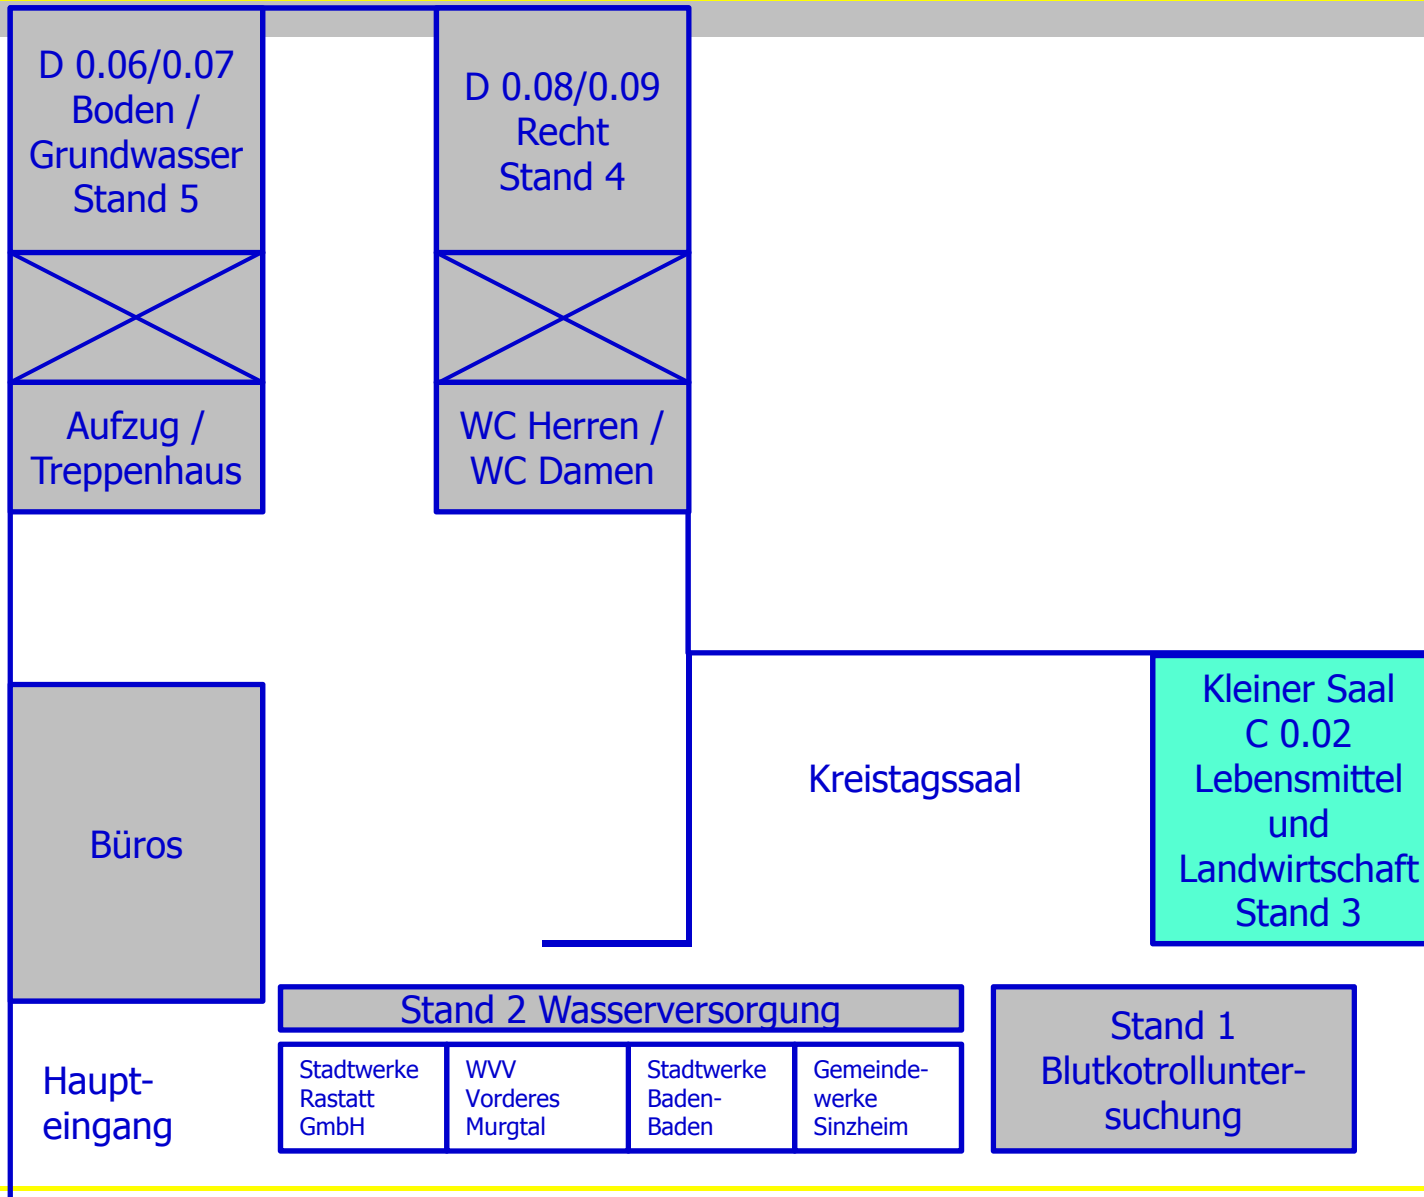 D 0.06/0.07
Boden /
Grundwasser
Stand 5
D 0.08/0.09
Recht
Stand 4
Aufzug /
Treppenhaus
WC Herren /
WC Damen
Büros
Kreistagssaal
Kleiner Saal
C 0.02
Lebensmittel
und
Landwirtschaft
Stand 3
Stand 2 Wasserversorgung
Stadtwerke
Rastatt
GmbH
WVV
Vorderes
Murgtal
Stadtwerke
Baden-
Baden
Gemeinde-
werke
Sinzheim
Stand 1
Blutkotrollunter-
suchung
Haupt-
eingang